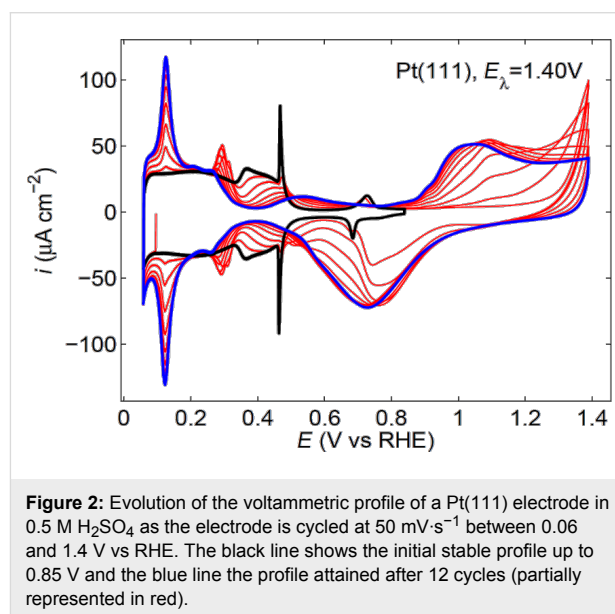 Pt(111), E_λ=1.40V
100
50
0
−50
−100
i (μA cm⁻²)
0 0.2 0.4 0.6 0.8 1 1.2 1.4
E (V vs RHE)
Figure 2: Evolution of the voltammetric profile of a Pt(111) electrode in
0.5 M H₂SO₄ as the electrode is cycled at 50 mV·s⁻¹ between 0.06
and 1.4 V vs RHE. The black line shows the initial stable profile up to
0.85 V and the blue line the profile attained after 12 cycles (partially
represented in red).